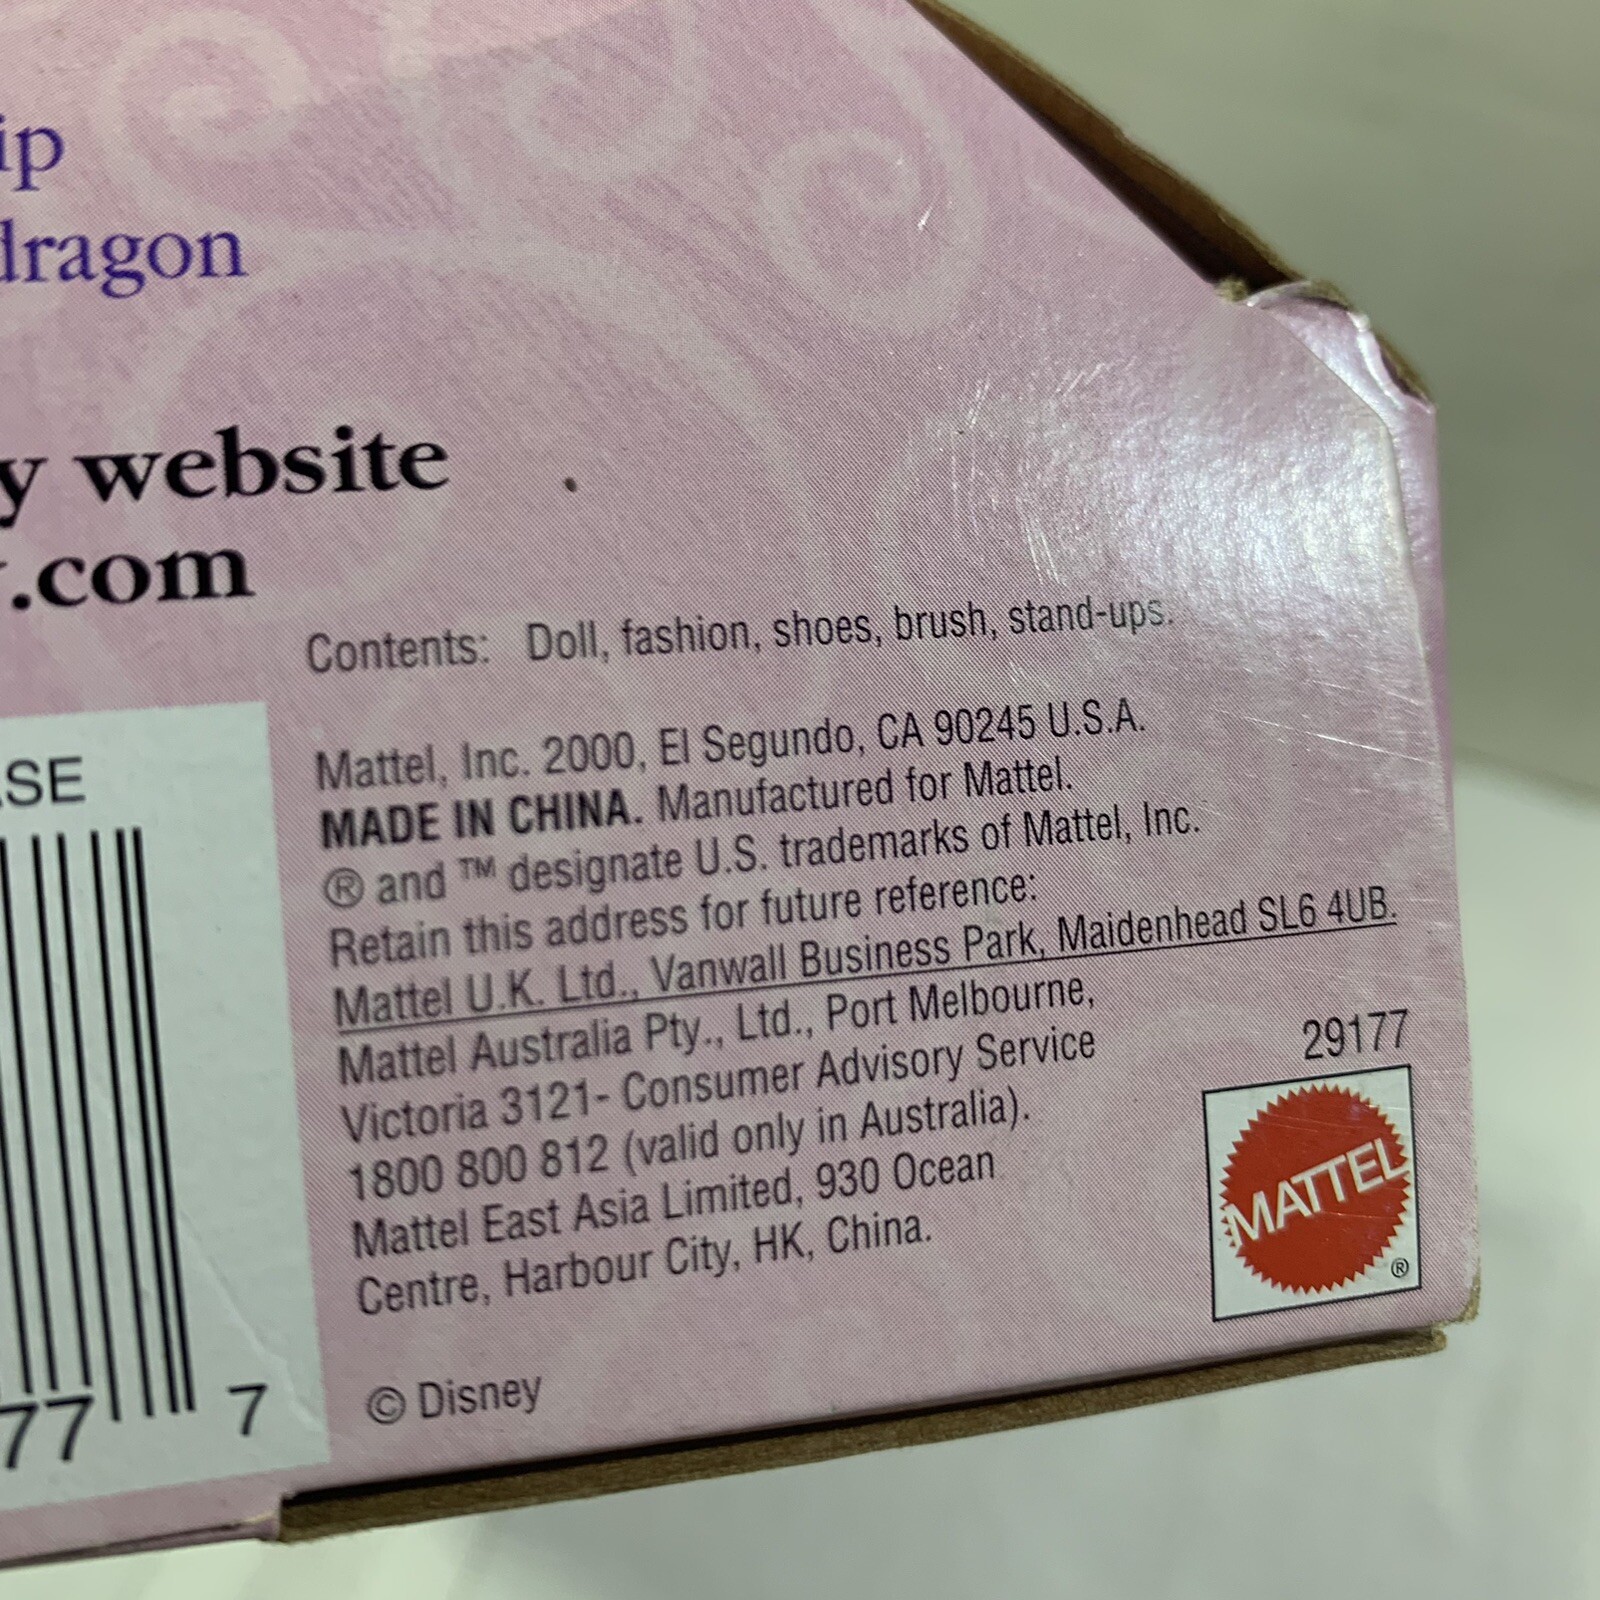 dragon
website
.com
Contents: Doll, fashion, shoes, brush, stand-ups.
Mattel, Inc. 2000, El Segundo, CA 90245 U.S.A.
MADE IN CHINA. Manufactured for Mattel.
® and ™ designate U.S. trademarks of Mattel, Inc.
Retain this address for future reference:
Mattel U.K. Ltd., Vanwall Business Park, Maidenhead SL6 4UB.
Mattel Australia Pty., Ltd., Port Melbourne,
Victoria 3121- Consumer Advisory Service
1800 800 812 (valid only in Australia).
Mattel East Asia Limited, 930 Ocean
Centre, Harbour City, HK, China.
29177
MATTEL
®
© Disney
77 7